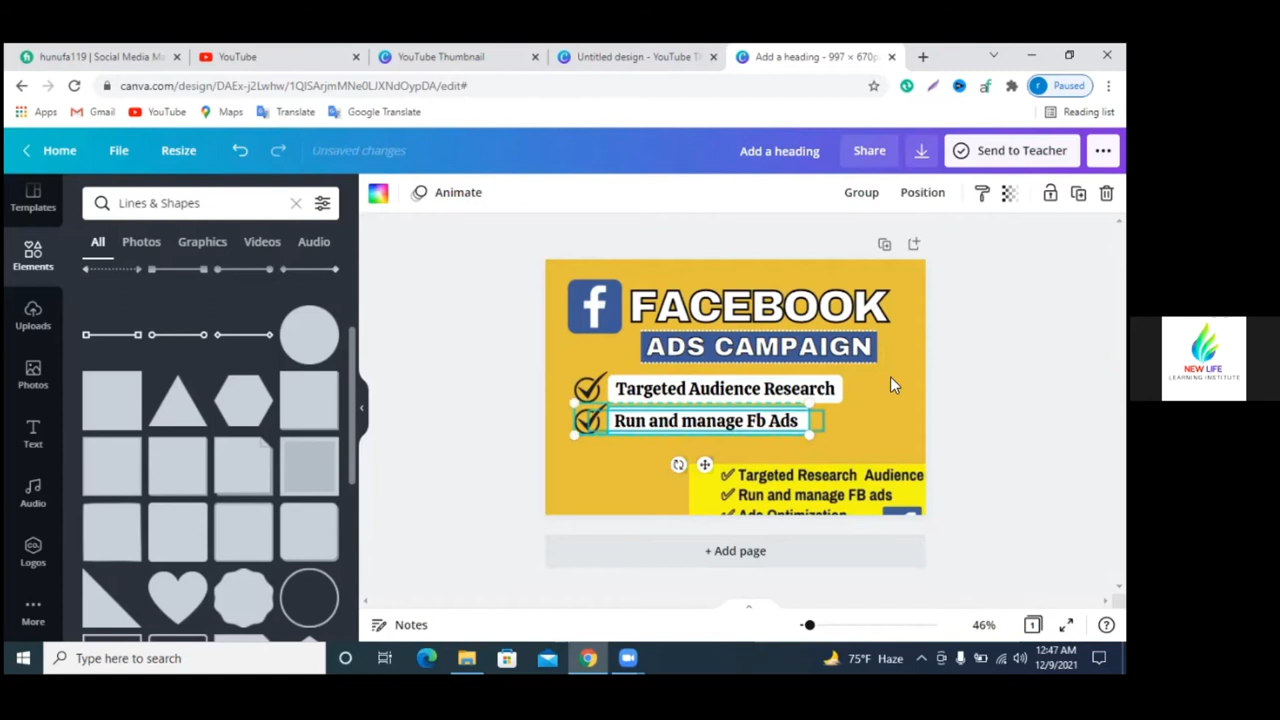 hunufa119 | Social Media Ma
YouTube
YouTube Thumbnail
Untitled design - YouTube T
Add a heading - 997 × 670p
canva.com/design/DAEx-j2Lwhw/1QlSArjmMNe0LJXNdOypDA/edit#
Paused
Apps
Gmail
YouTube
Maps
Translate
Google Translate
Reading list
Home
File
Resize
Unsaved changes
Add a heading
Share
Send to Teacher
Templates
Lines & Shapes
Animate
Group
Position
Elements
All
Photos
Graphics
Videos
Audio
Uploads
Photos
Text
Audio
Logos
More
FACEBOOK
ADS CAMPAIGN
Targeted Audience Research
Run and manage Fb Ads
✓ Targeted Research Audience
✓ Run and manage FB ads
✓ Ads Optimization
+ Add page
Notes
46%
1
NEW LIFE
LEARNING INSTITUTE
Type here to search
75°F Haze
12:47 AM
12/9/2021